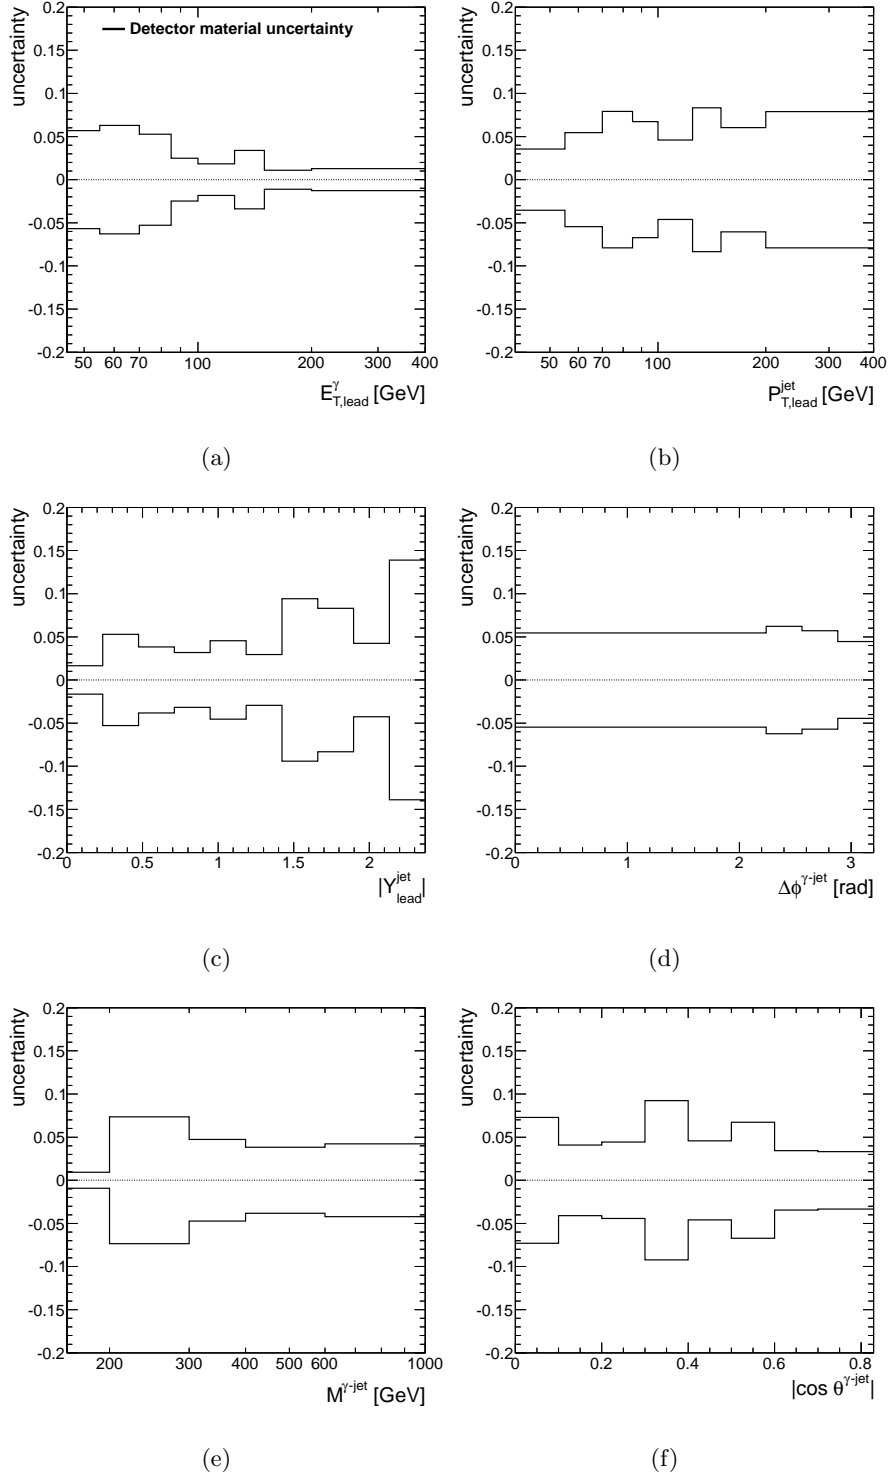 uncertainty
0.2
0.15
0.1
0.05
0
-0.05
-0.1
-0.15
-0.2
Detector material uncertainty
50 60 70 100 200 300 400
E^γ_T,lead [GeV]
(a)
uncertainty
0.2
0.15
0.1
0.05
0
-0.05
-0.1
-0.15
-0.2
50 60 70 100 200 300 400
P^jet_T,lead [GeV]
(b)
uncertainty
0.2
0.15
0.1
0.05
0
-0.05
-0.1
-0.15
-0.2
0 0.5 1 1.5 2
|Y^jet_lead|
(c)
uncertainty
0.2
0.15
0.1
0.05
0
-0.05
-0.1
-0.15
-0.2
0 1 2 3
Δϕ^γ-jet [rad]
(d)
uncertainty
0.2
0.15
0.1
0.05
0
-0.05
-0.1
-0.15
-0.2
200 300 400 500 600 1000
M^γ-jet [GeV]
(e)
uncertainty
0.2
0.15
0.1
0.05
0
-0.05
-0.1
-0.15
-0.2
0 0.2 0.4 0.6 0.8
|cos θ^γ-jet|
(f)